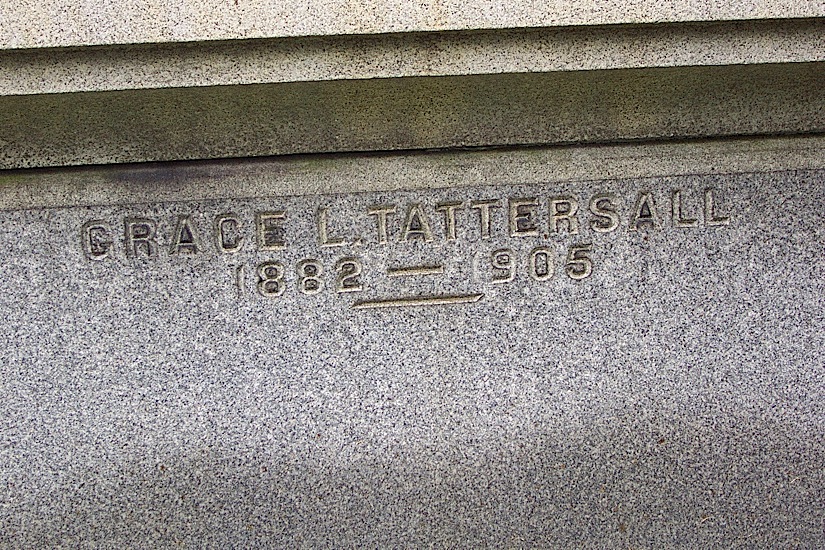 GRACE L. TATTERSALL
1882 — 1905